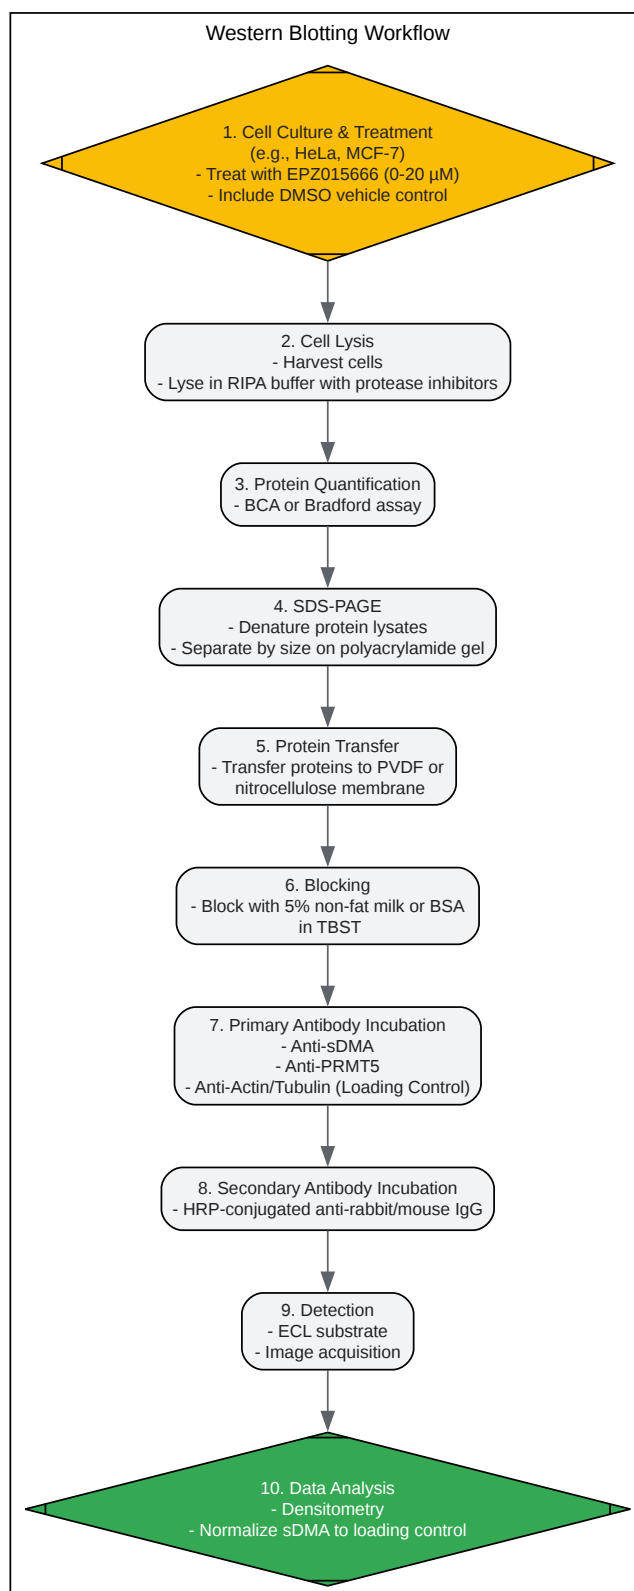 Western Blotting Workflow
1. Cell Culture & Treatment
(e.g., HeLa, MCF-7)
- Treat with EPZ015666 (0-20 µM)
- Include DMSO vehicle control
2. Cell Lysis
- Harvest cells
- Lyse in RIPA buffer with protease inhibitors
3. Protein Quantification
- BCA or Bradford assay
4. SDS-PAGE
- Denature protein lysates
- Separate by size on polyacrylamide gel
5. Protein Transfer
- Transfer proteins to PVDF or
nitrocellulose membrane
6. Blocking
- Block with 5% non-fat milk or BSA
in TBST
7. Primary Antibody Incubation
- Anti-sDMA
- Anti-PRMT5
- Anti-Actin/Tubulin (Loading Control)
8. Secondary Antibody Incubation
- HRP-conjugated anti-rabbit/mouse IgG
9. Detection
- ECL substrate
- Image acquisition
10. Data Analysis
- Densitometry
- Normalize sDMA to loading control